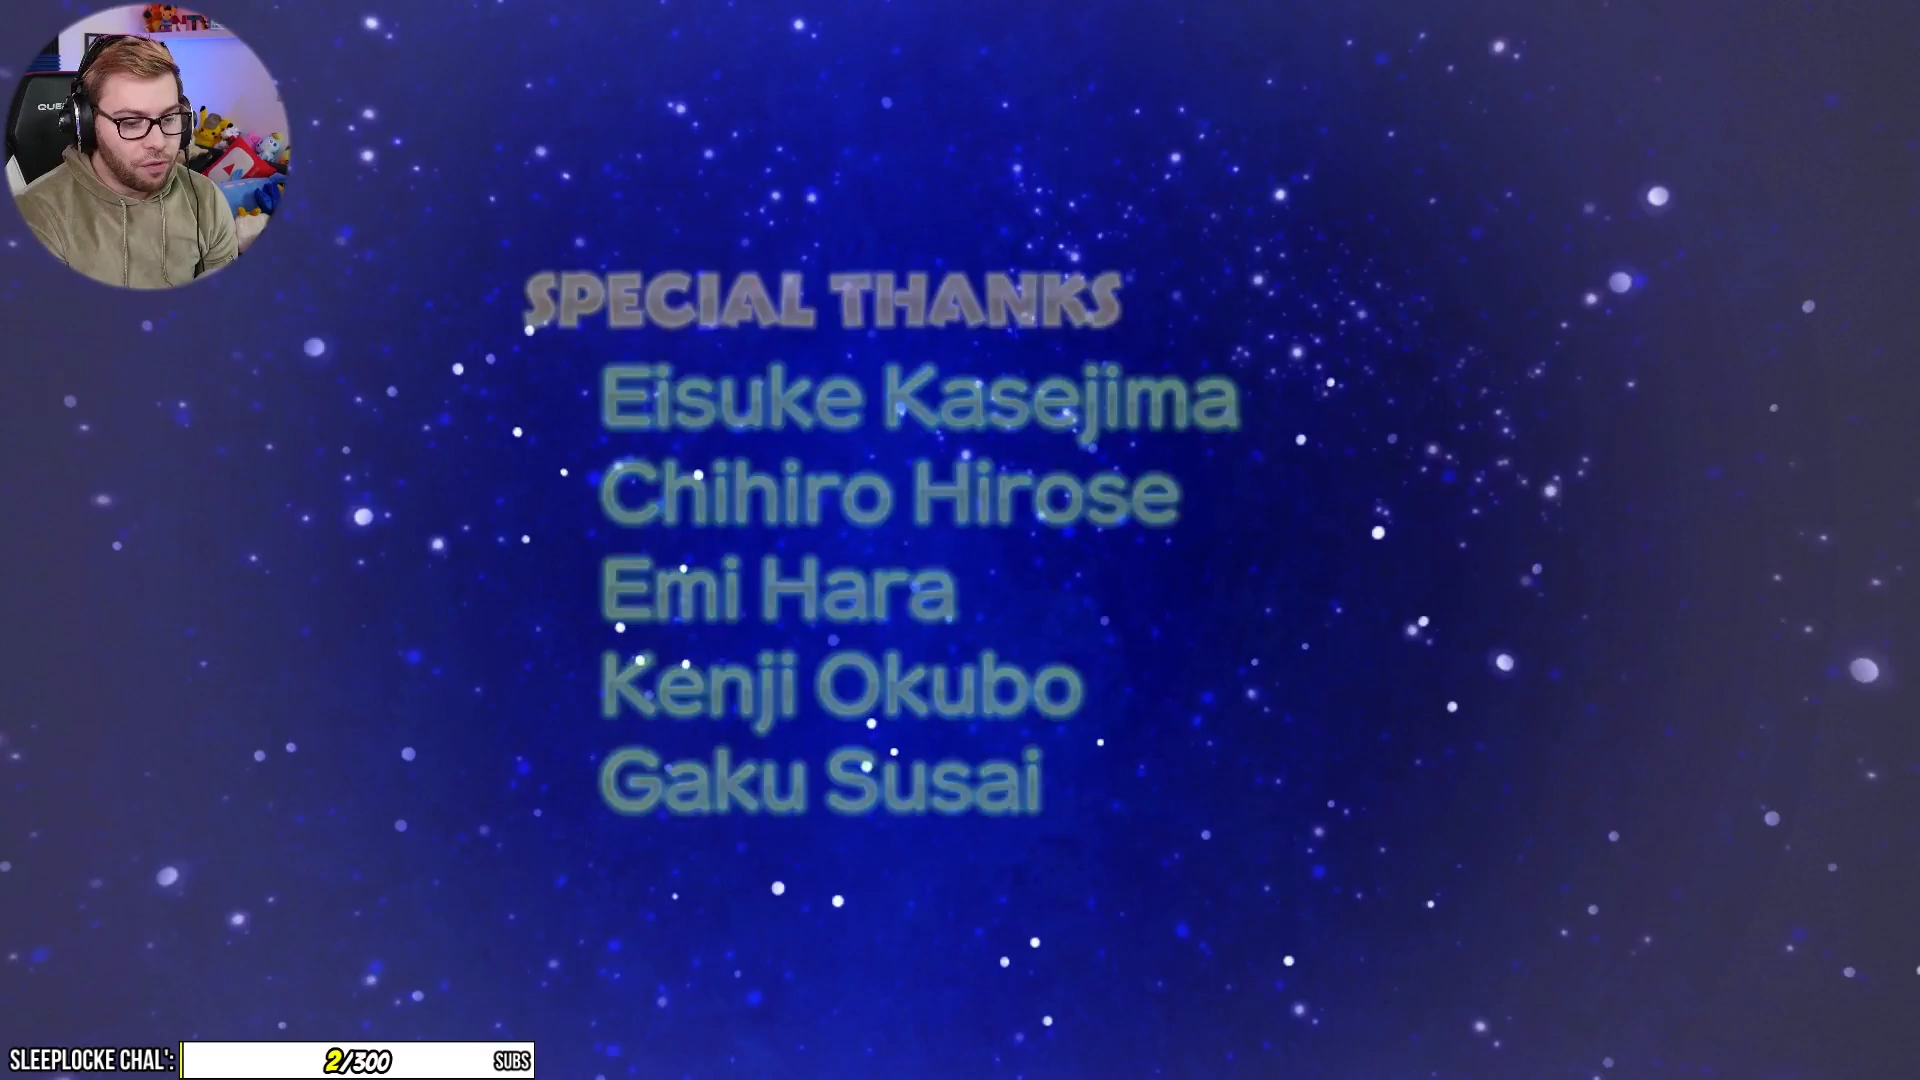 SPECIAL THANKS
Eisuke Kasejima
Chihiro Hirose
Emi Hara
Kenji Okubo
Gaku Susai
SLEEPLOCKE CHAL': 2/300 SUBS